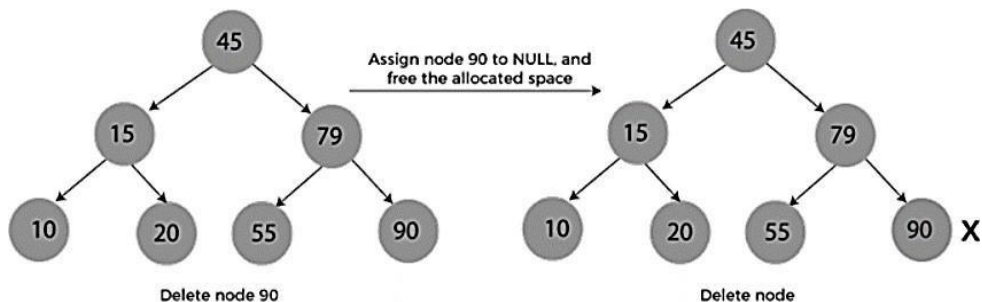 45
45
Assign node 90 to NULL, and
free the allocated space
15
79
15
79
10
20
55
90
10
20
55
90
X
Delete node 90
Delete node